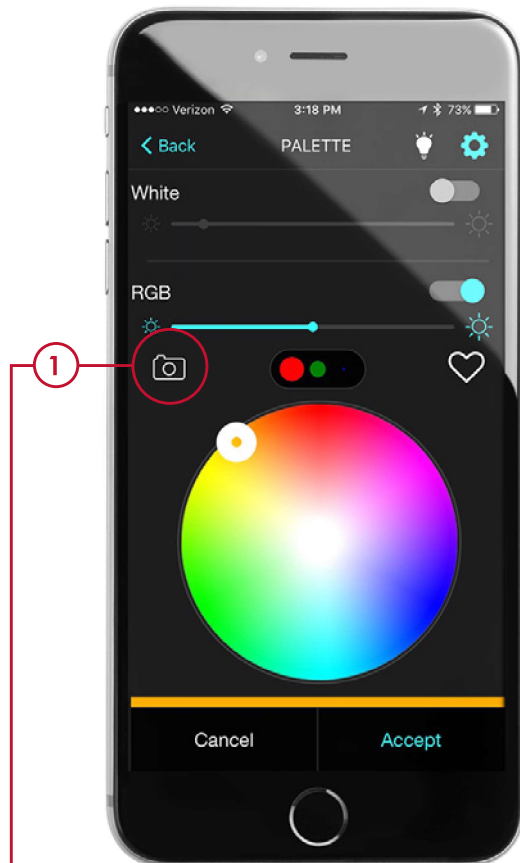 Verizon 3:18 PM 73%
Back PALETTE
White
RGB
1
Cancel Accept